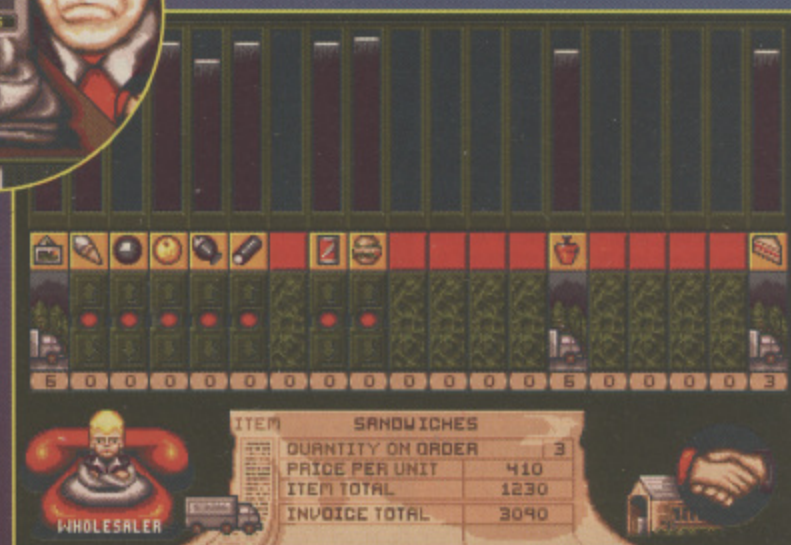 6 0 0 0 0 0 0 0 0 0 0 0 0 6 0 0 0 0 3
ITEM SANDWICHES
QUANTITY ON ORDER 3
PRICE PER UNIT 410
ITEM TOTAL 1230
INVOICE TOTAL 3090
WHOLESALER